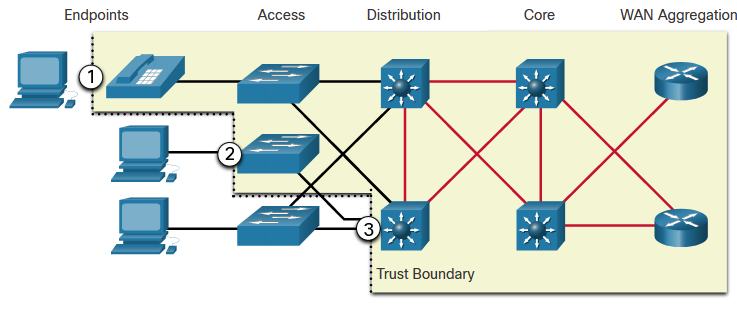 Endpoints Access Distribution Core WAN Aggregation
1
2
3
Trust Boundary